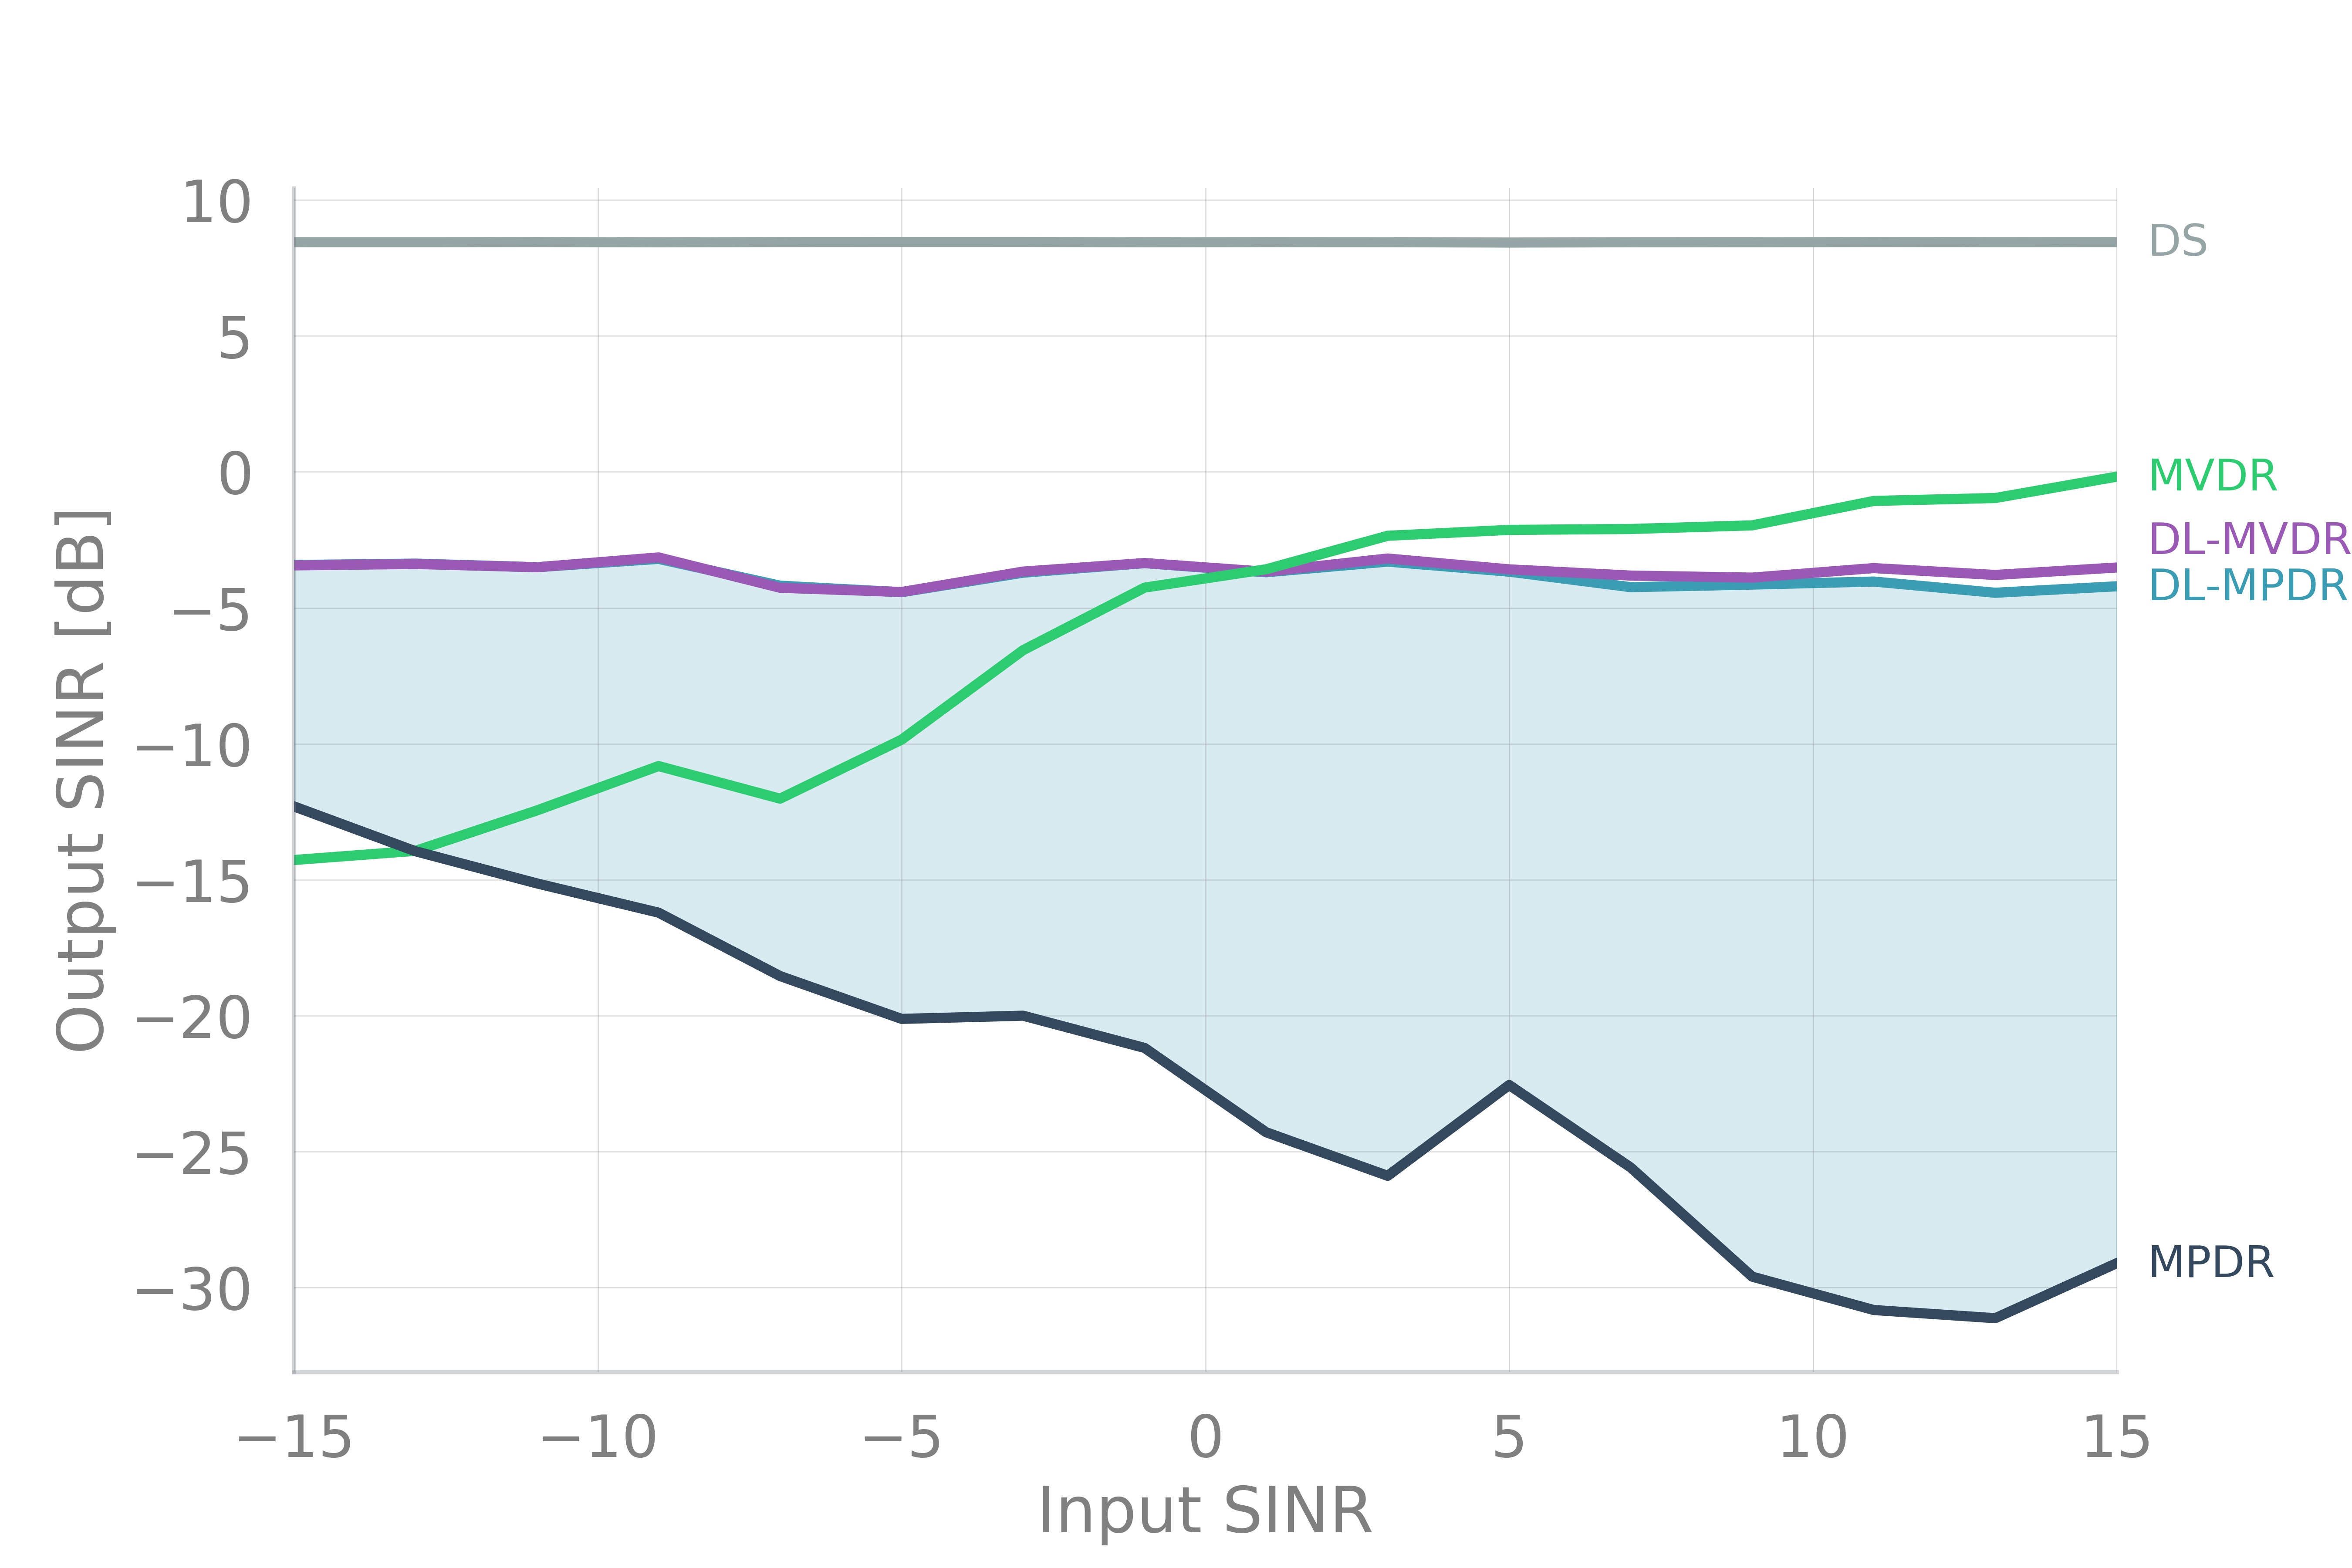 10
5
0
−5
−10
−15
−20
−25
−30
Output SINR [dB]
DS
MVDR
DL-MVDR
DL-MPDR
MPDR
−15 −10 −5 0 5 10 15
Input SINR